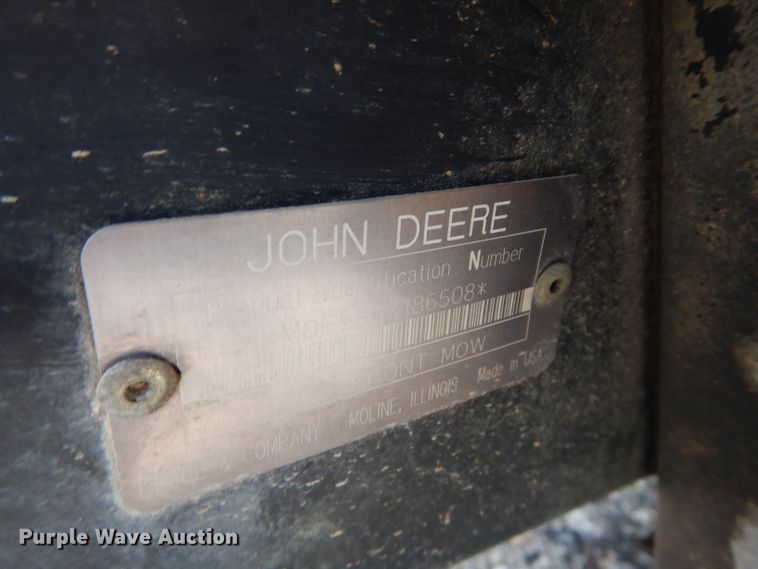 JOHN DEERE
Number
186508*
MOW
& COMPANY MOLINE, ILLINOIS Made in USA
Purple Wave Auction